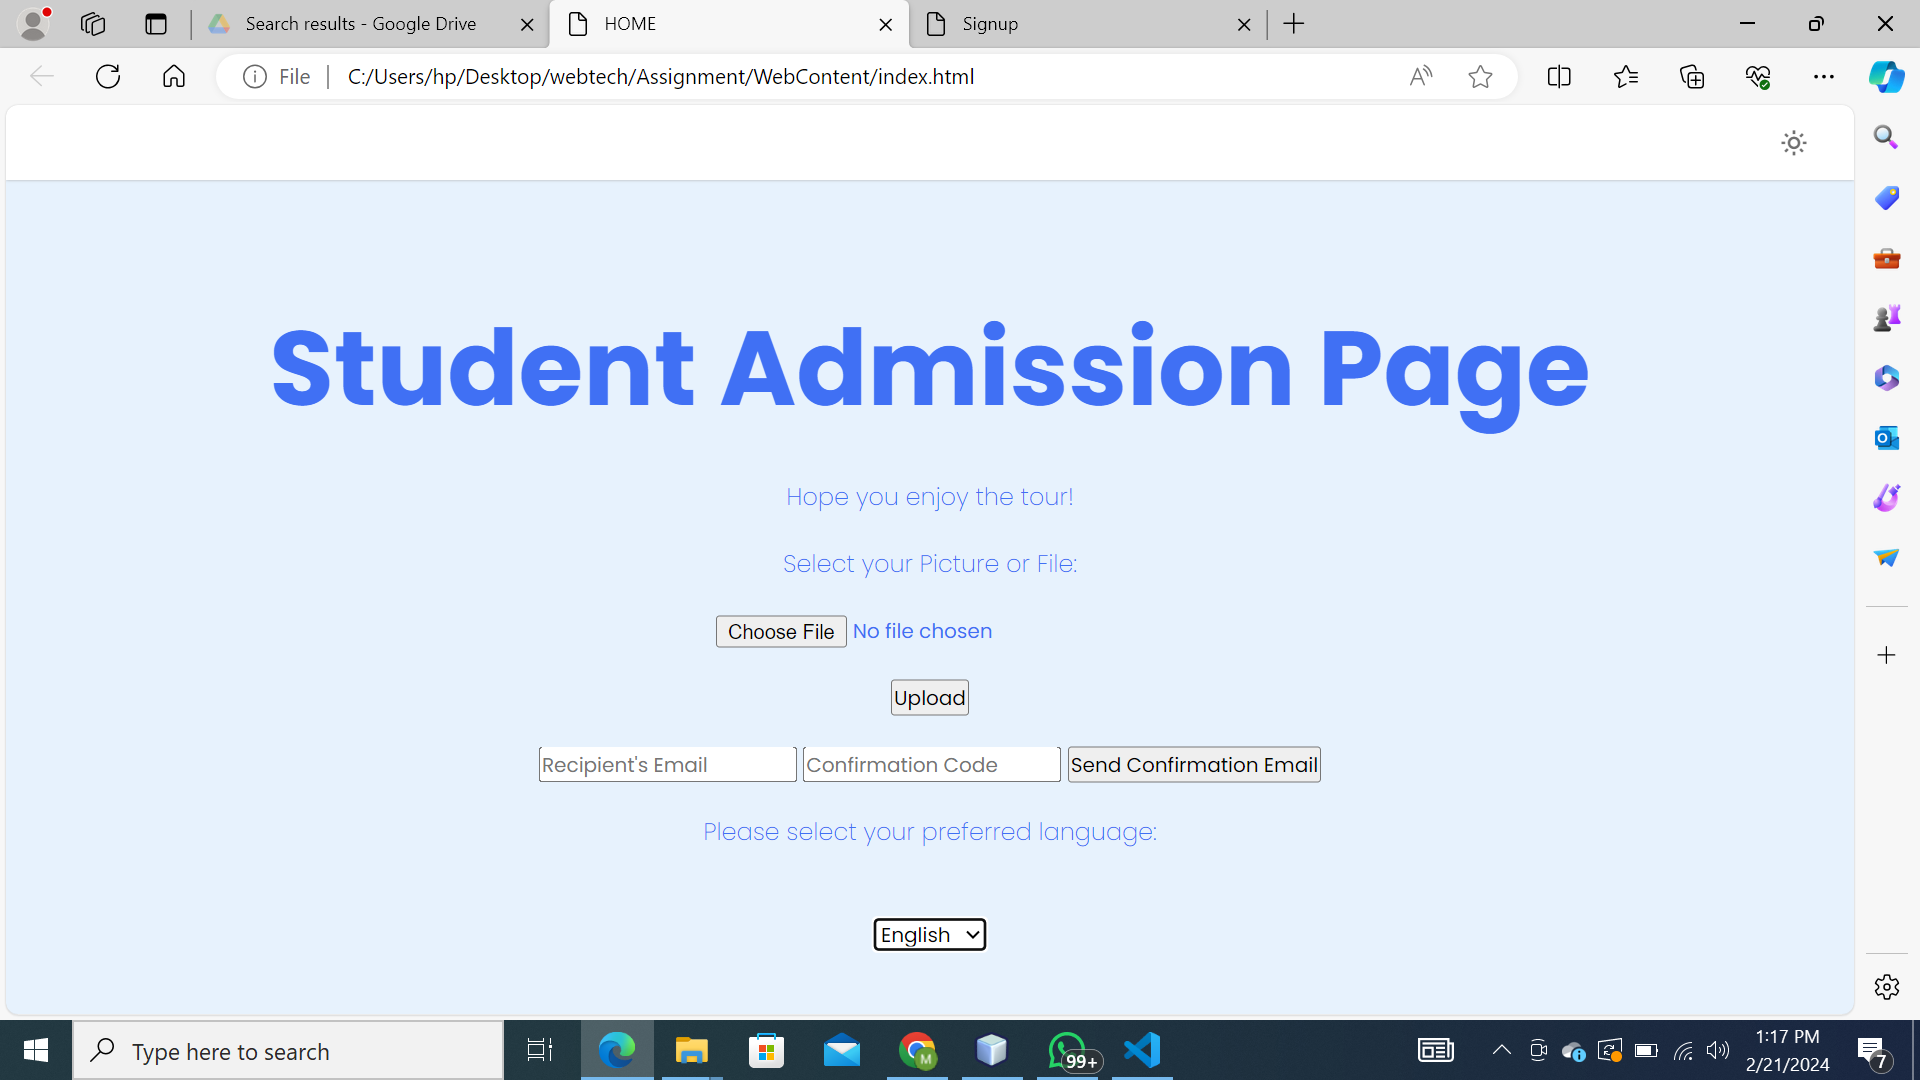 Search results - Google Drive
HOME
Signup
File
C:/Users/hp/Desktop/webtech/Assignment/WebContent/index.html
A
Student Admission Page
Hope you enjoy the tour!
Select your Picture or File:
Choose File No file chosen
Upload
Recipient's Email Confirmation Code Send Confirmation Email
Please select your preferred language:
English
Type here to search
M
99+
1:17 PM
2/21/2024
7